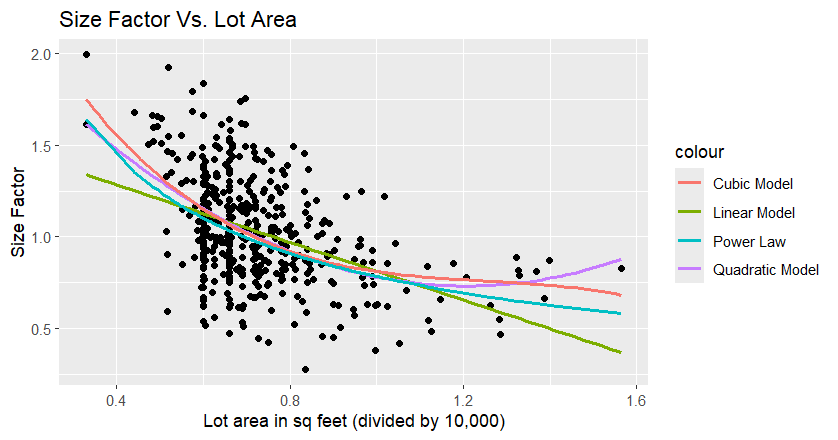 Size Factor Vs. Lot Area
2.0
1.5
1.0
0.5
Size Factor
0.4
0.8
1.2
1.6
Lot area in sq feet (divided by 10,000)
colour
Cubic Model
Linear Model
Power Law
Quadratic Model